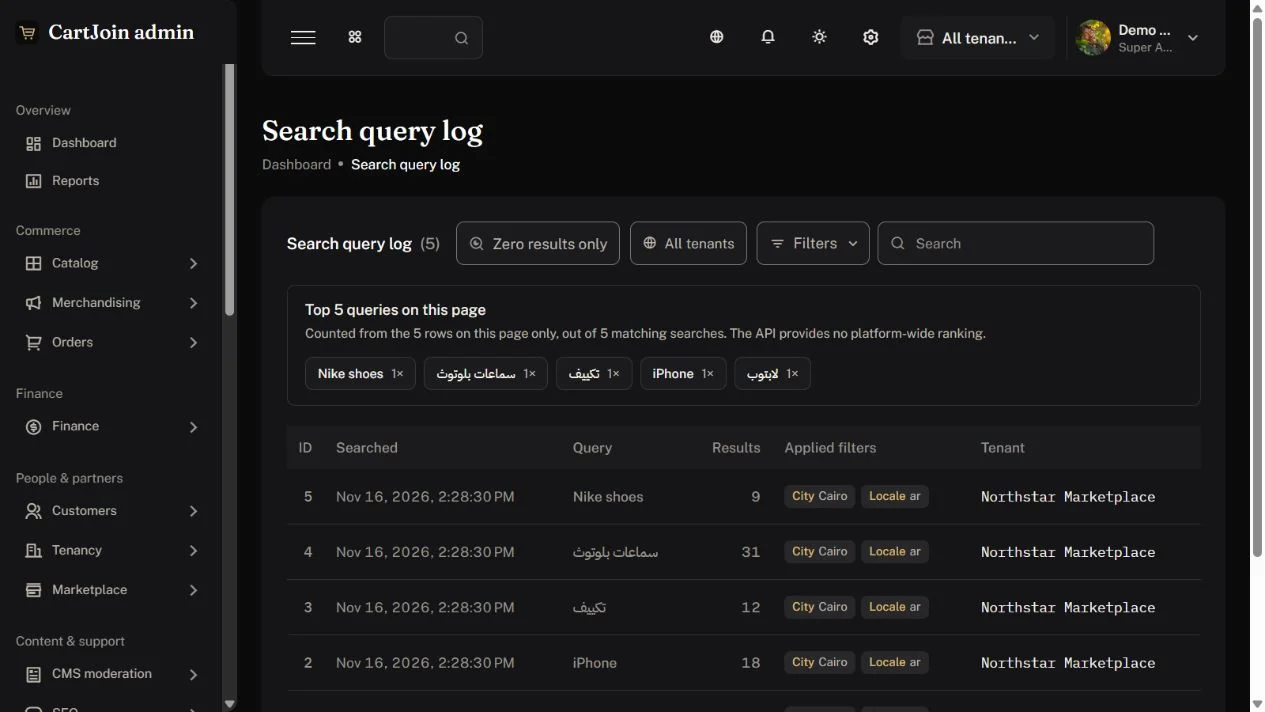 CartJoin admin
All tenan...
Demo ...
Super A...
Overview
Dashboard
Reports
Commerce
Catalog
Merchandising
Orders
Finance
Finance
People & partners
Customers
Tenancy
Marketplace
Content & support
CMS moderation
Search query log
Dashboard • Search query log
Search query log (5)
Zero results only
All tenants
Filters
Search
Top 5 queries on this page
Counted from the 5 rows on this page only, out of 5 matching searches. The API provides no platform-wide ranking.
Nike shoes 1× سماعات بلوتوث 1× تكييف 1× iPhone 1× لابتوب 1×
ID Searched Query Results Applied filters Tenant
5 Nov 16, 2026, 2:28:30 PM Nike shoes 9 City Cairo Locale ar Northstar Marketplace
4 Nov 16, 2026, 2:28:30 PM سماعات بلوتوث 31 City Cairo Locale ar Northstar Marketplace
3 Nov 16, 2026, 2:28:30 PM تكييف 12 City Cairo Locale ar Northstar Marketplace
2 Nov 16, 2026, 2:28:30 PM iPhone 18 City Cairo Locale ar Northstar Marketplace